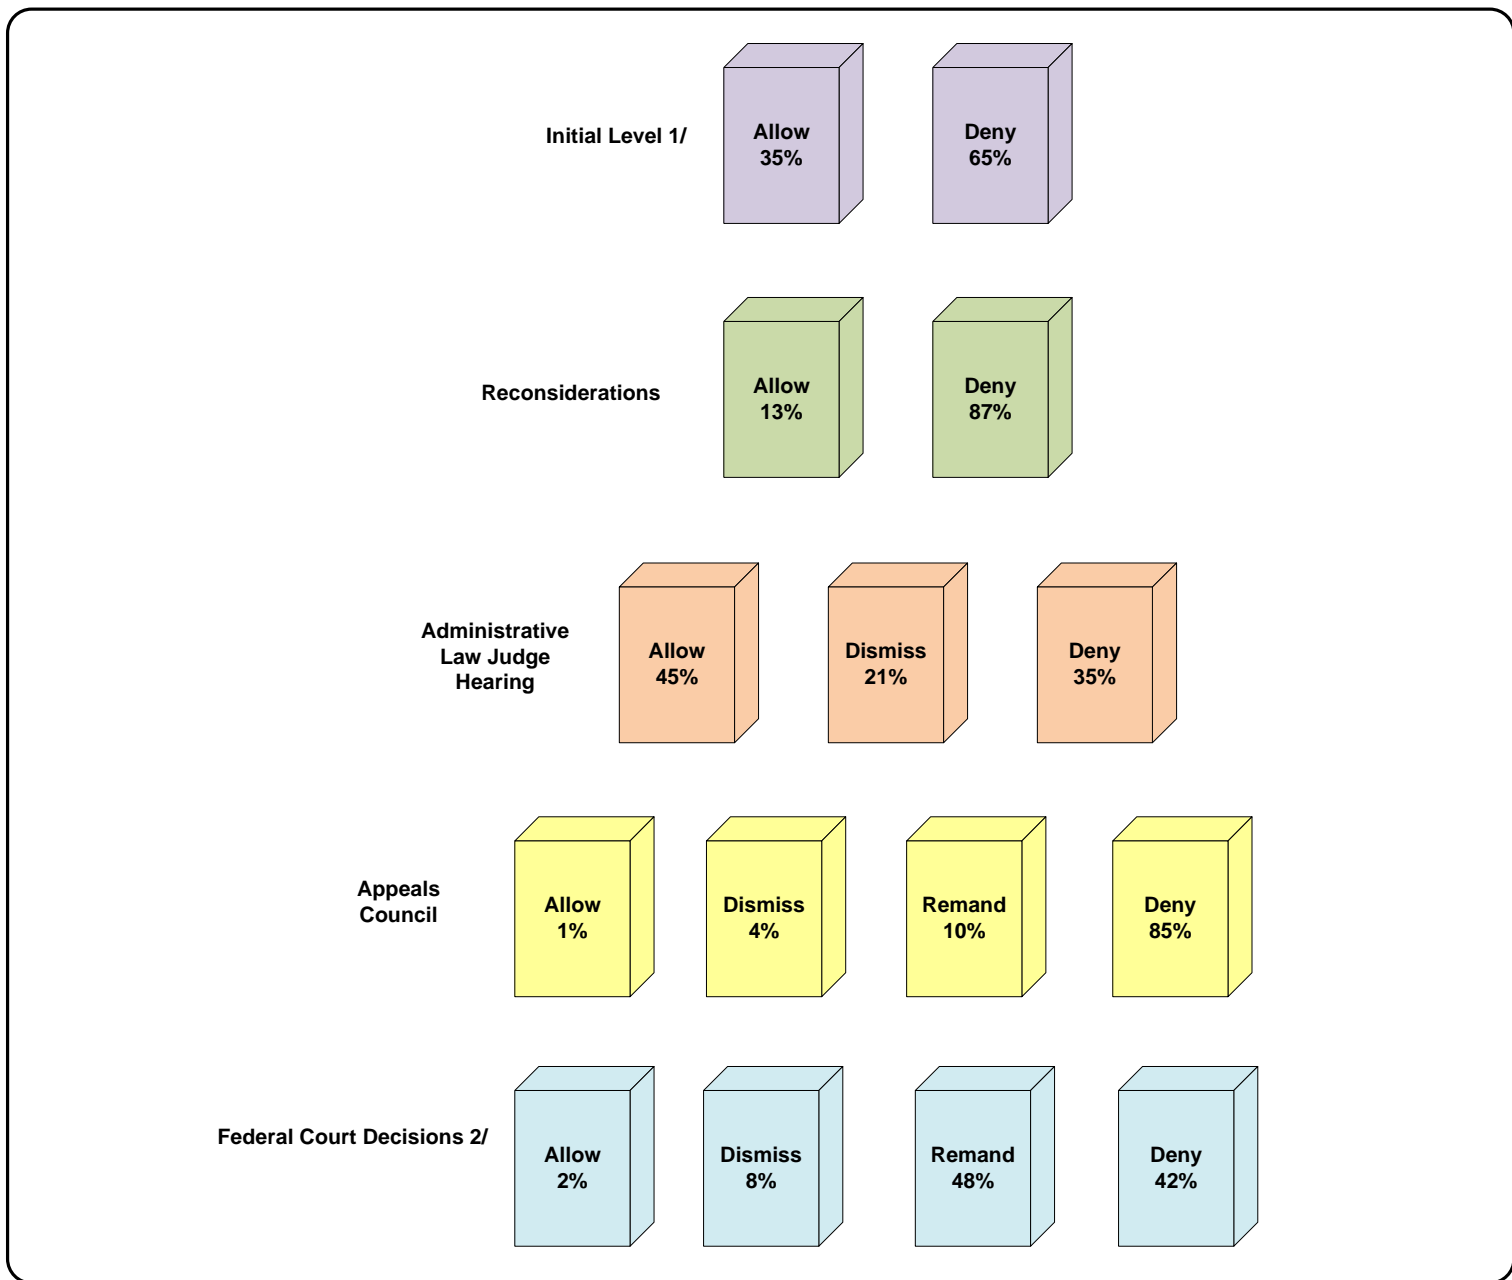 Initial Level 1/
Allow
35%
Deny
65%
Reconsiderations
Allow
13%
Deny
87%
Administrative
Law Judge
Hearing
Allow
45%
Dismiss
21%
Deny
35%
Appeals
Council
Allow
1%
Dismiss
4%
Remand
10%
Deny
85%
Federal Court Decisions 2/
Allow
2%
Dismiss
8%
Remand
48%
Deny
42%